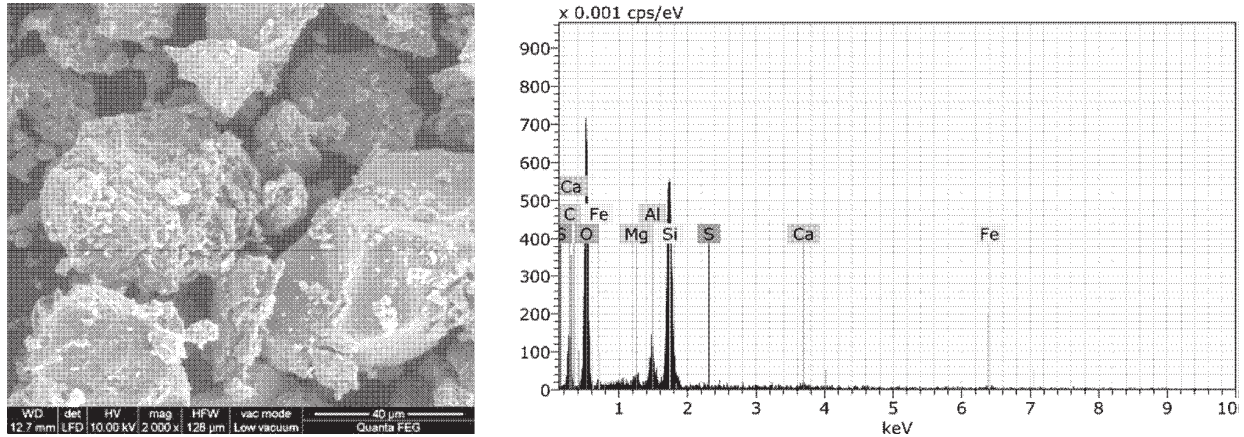 WD det HV mag HFW vac mode 40 µm
12.7 mm LFD 10.00 kV 2 000 x 128 µm Low vacuum Quanta FEG
x 0.001 cps/eV
900
800
700
600
500
400
300
200
100
0
Ca
C Fe Al
S O Mg Si S Ca Fe
1 2 3 4 5 6 7 8 9 10
keV